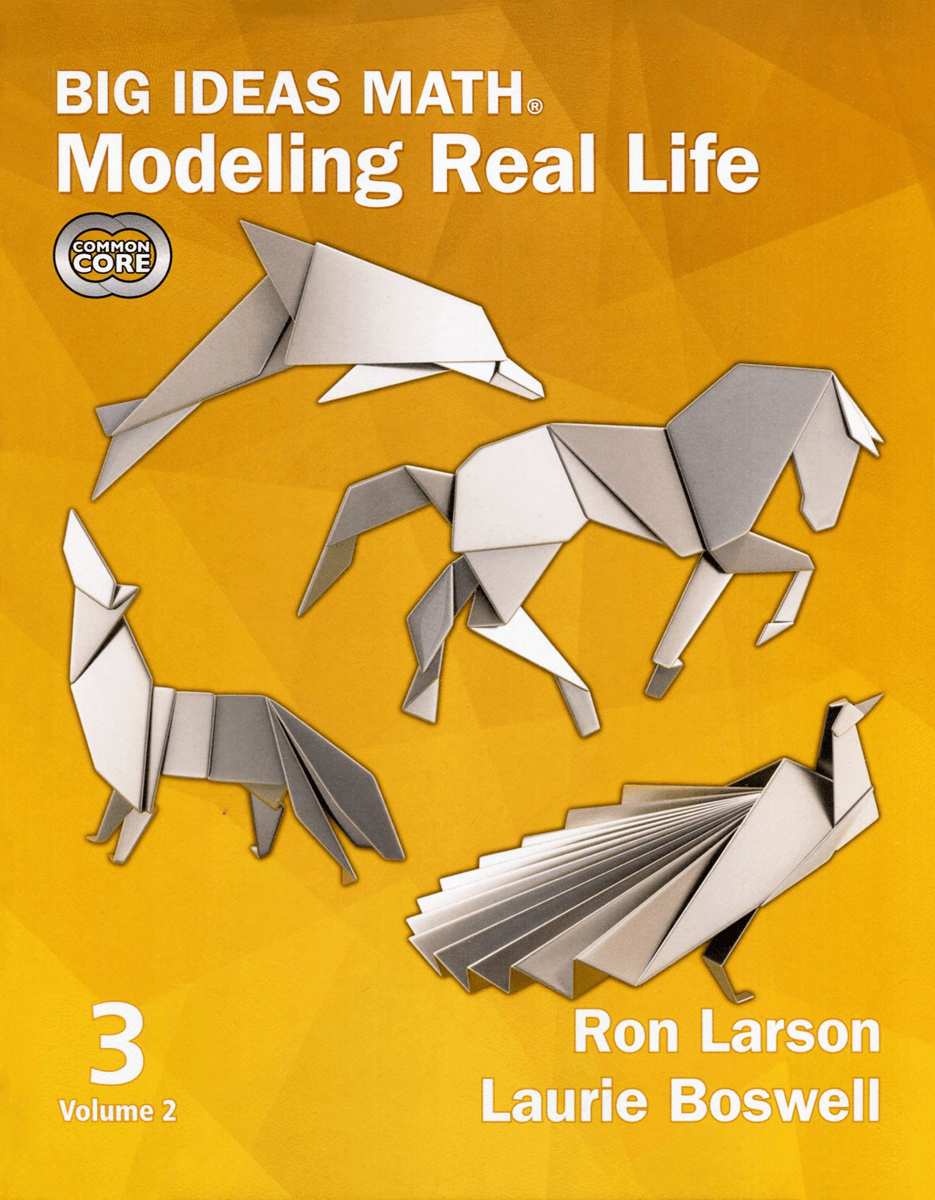 BIG IDEAS MATH®
Modeling Real Life
COMMON
CORE
3
Volume 2
Ron Larson
Laurie Boswell